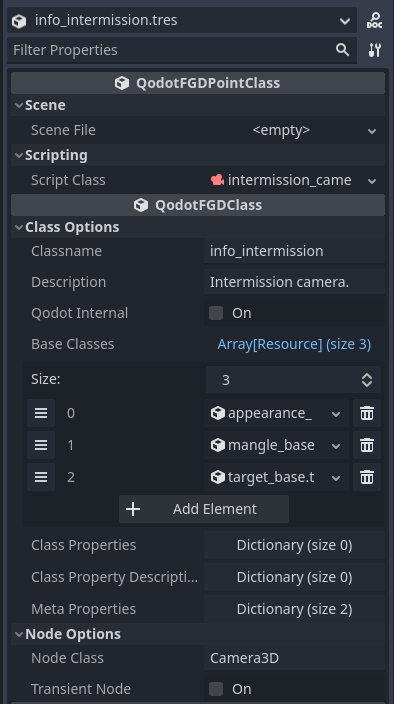 info_intermission.tres
DOC
Filter Properties
QodotFGDPointClass
Scene
Scene File <empty>
Scripting
Script Class intermission_came
QodotFGDClass
Class Options
Classname info_intermission
Description Intermission camera.
Qodot Internal On
Base Classes Array[Resource] (size 3)
Size: 3
0 appearance_
1 mangle_base
2 target_base.t
Add Element
Class Properties Dictionary (size 0)
Class Property Descripti... Dictionary (size 0)
Meta Properties Dictionary (size 2)
Node Options
Node Class Camera3D
Transient Node On